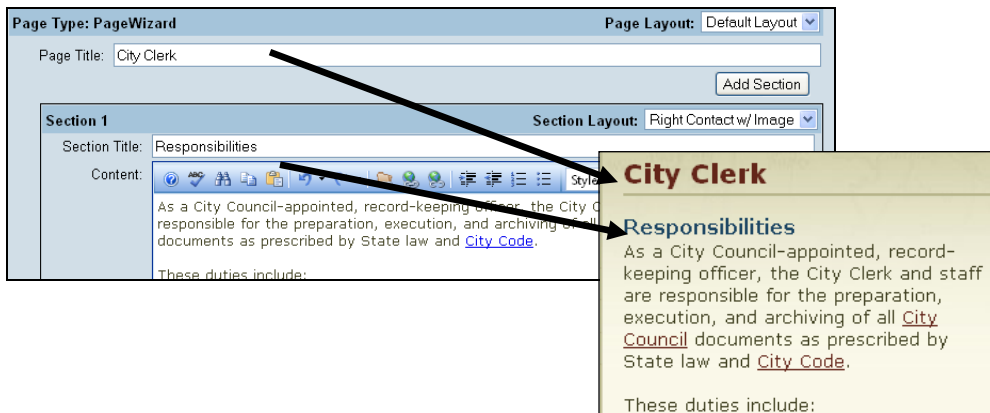 Page Type: PageWizard Page Layout: Default Layout
Page Title: City Clerk
Add Section
Section 1 Section Layout: Right Contact w/ Image
Section Title: Responsibilities
Content: ABC Style
As a City Council-appointed, record-keeping officer, the City C
responsible for the preparation, execution, and archiving of all
documents as prescribed by State law and City Code.
These duties include:
City Clerk
Responsibilities
As a City Council-appointed, record-
keeping officer, the City Clerk and staff
are responsible for the preparation,
execution, and archiving of all City
Council documents as prescribed by
State law and City Code.
These duties include: